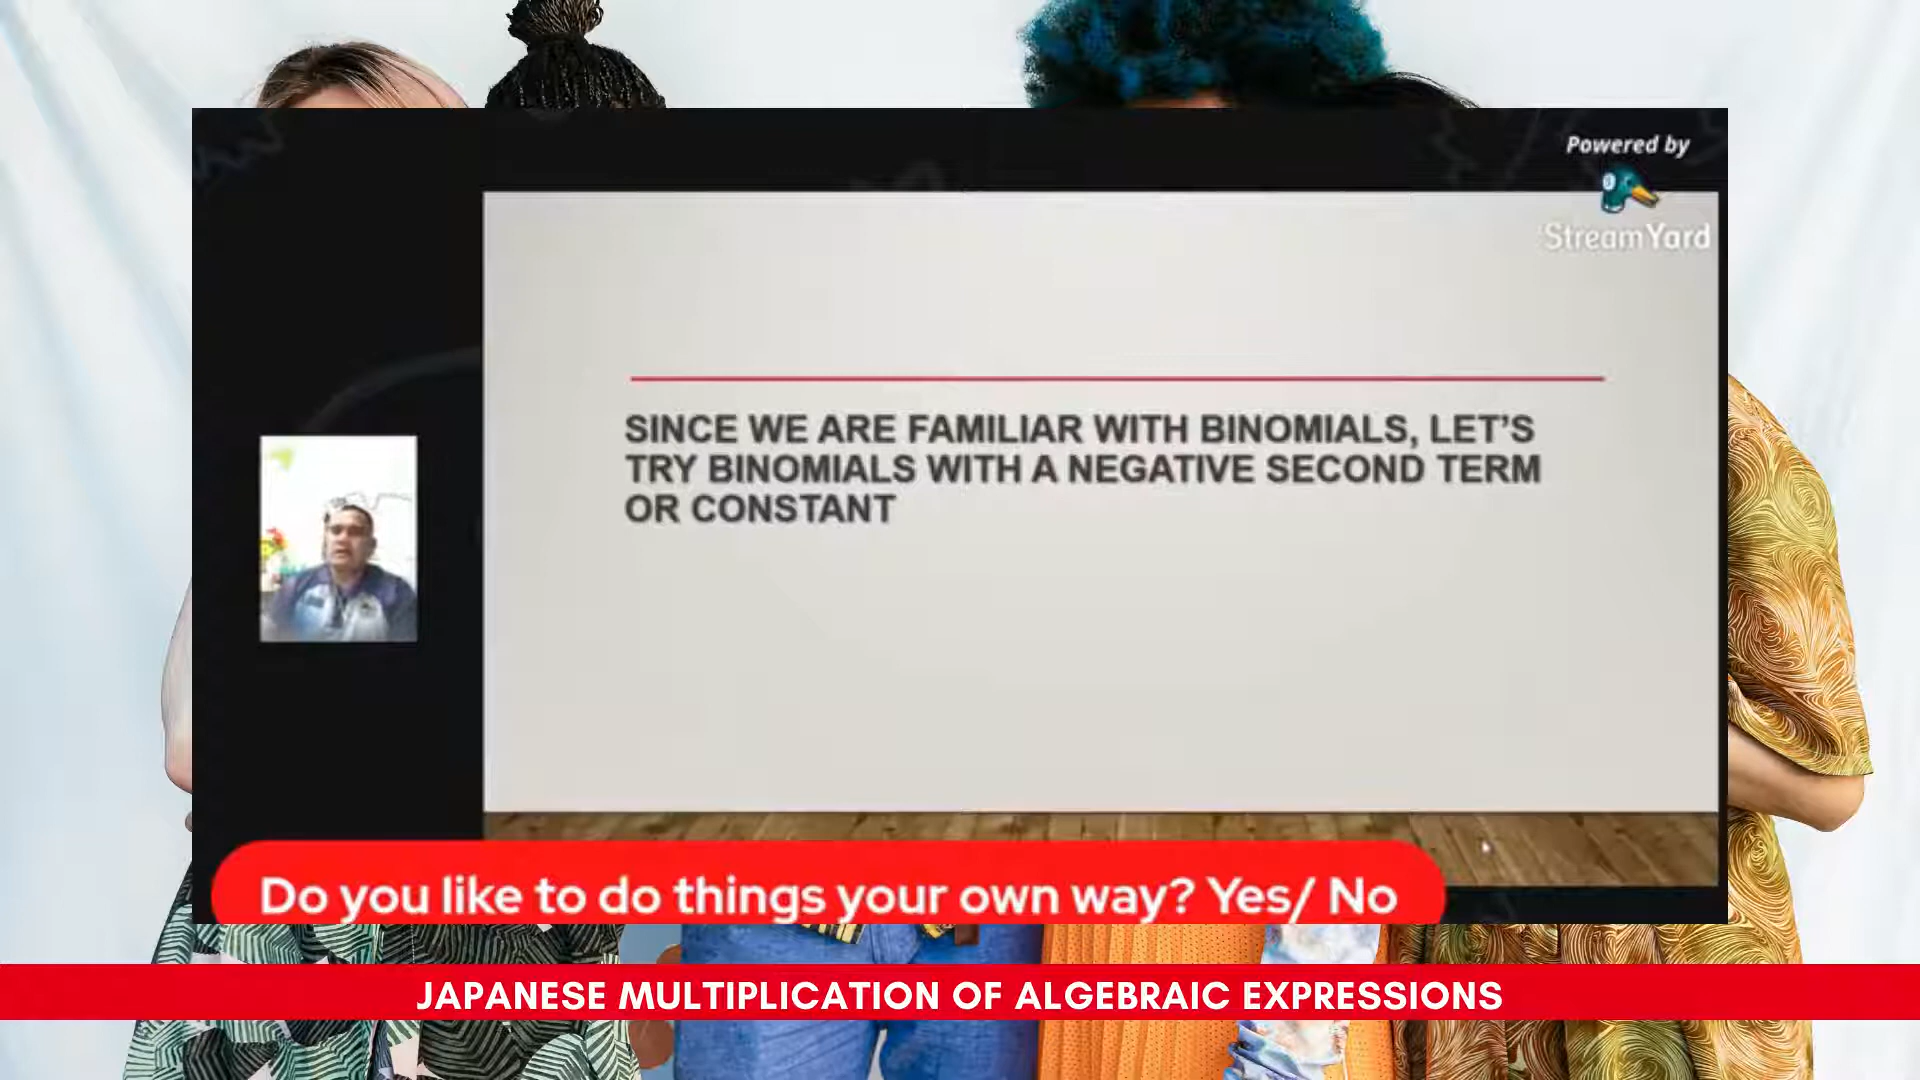 Powered by
StreamYard
SINCE WE ARE FAMILIAR WITH BINOMIALS, LET’S
TRY BINOMIALS WITH A NEGATIVE SECOND TERM
OR CONSTANT
Do you like to do things your own way? Yes/ No
JAPANESE MULTIPLICATION OF ALGEBRAIC EXPRESSIONS